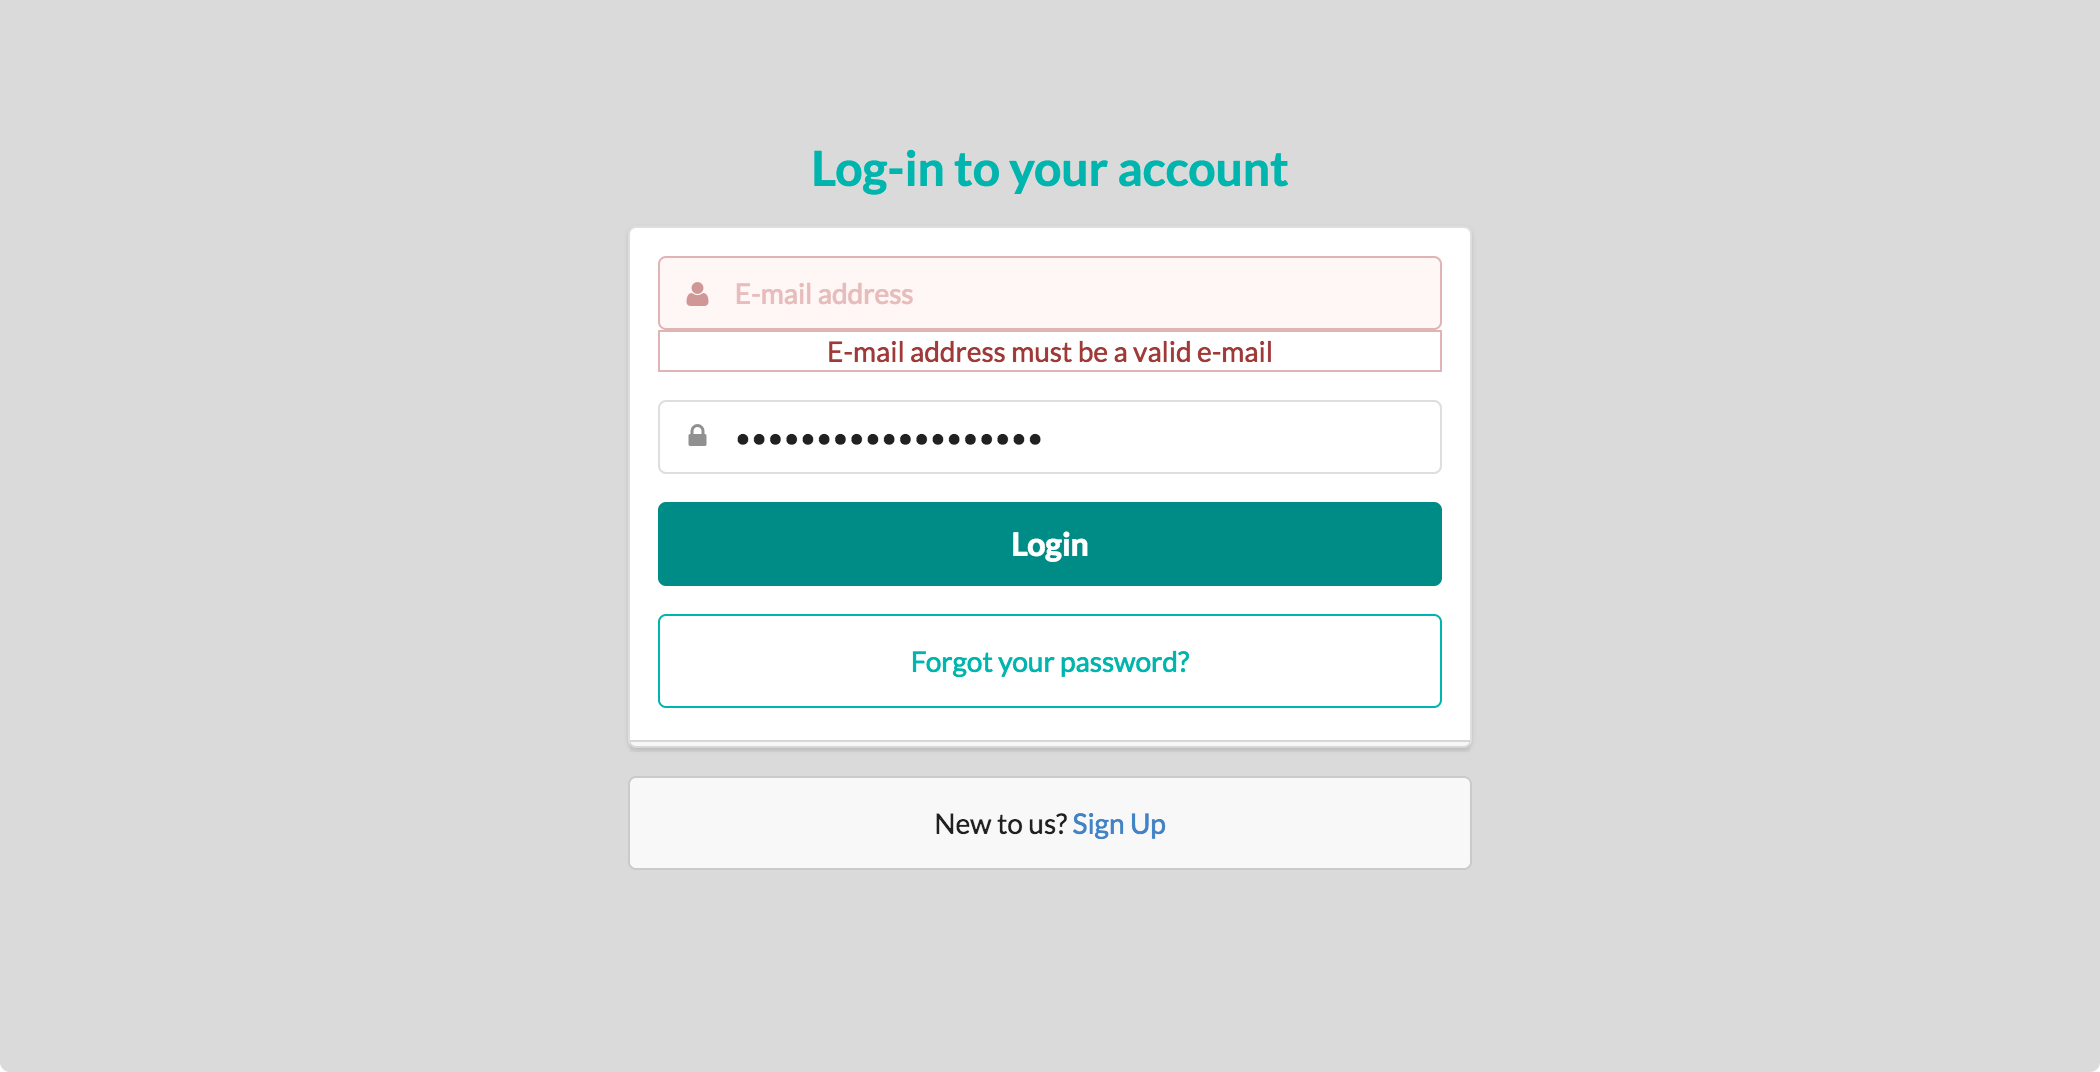 Log-in to your account
E-mail address
E-mail address must be a valid e-mail
•••••••••••••••••••
Login
Forgot your password?
New to us? Sign Up